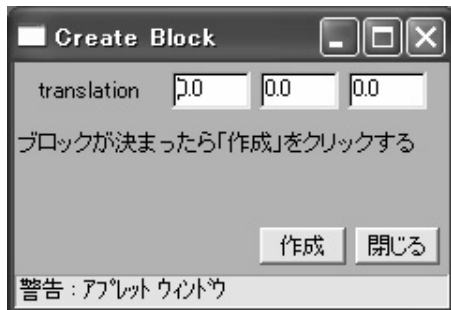 Create Block
translation 0.0 0.0 0.0
ブロックが決まったら「作成」をクリックする
作成 閉じる
警告 : アプレット ウィンドウ